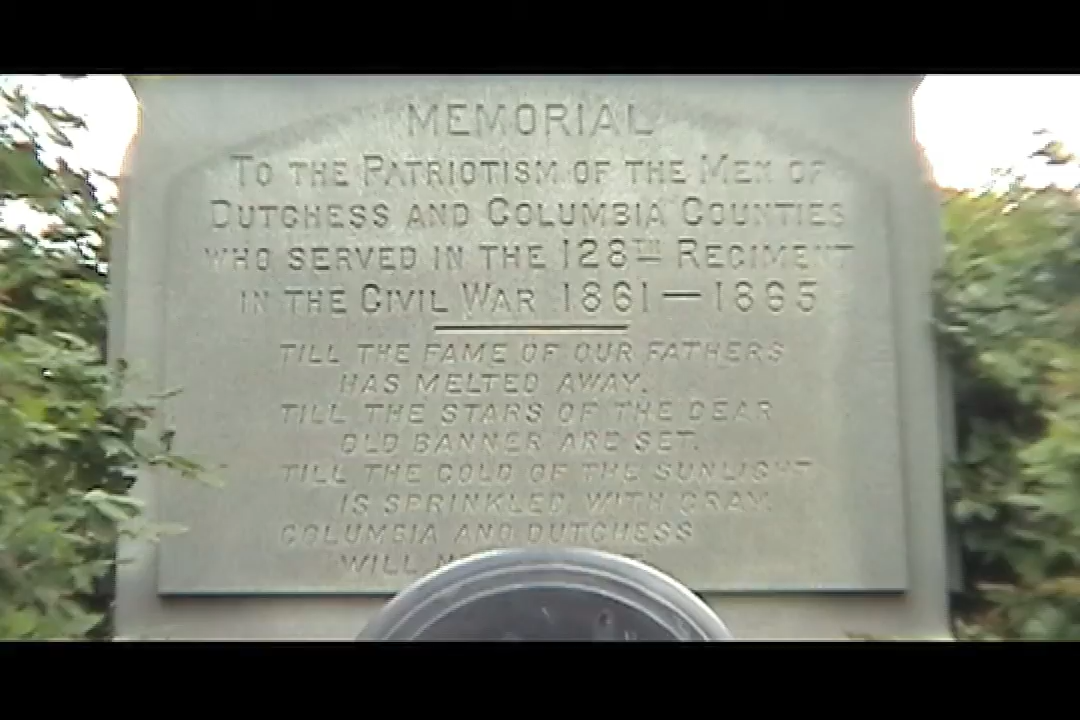 MEMORIAL
TO THE PATRIOTISM OF THE MEN OF
DUTCHESS AND COLUMBIA COUNTIES
WHO SERVED IN THE 128TH REGIMENT
IN THE CIVIL WAR 1861—1865
TILL THE FAME OF OUR FATHERS
HAS MELTED AWAY.
TILL THE STARS OF THE DEAR
OLD BANNER ARE SET.
TILL THE GOLD OF THE SUNLIGHT
IS SPRINKLED WITH GRAY.
COLUMBIA AND DUTCHESS
WILL